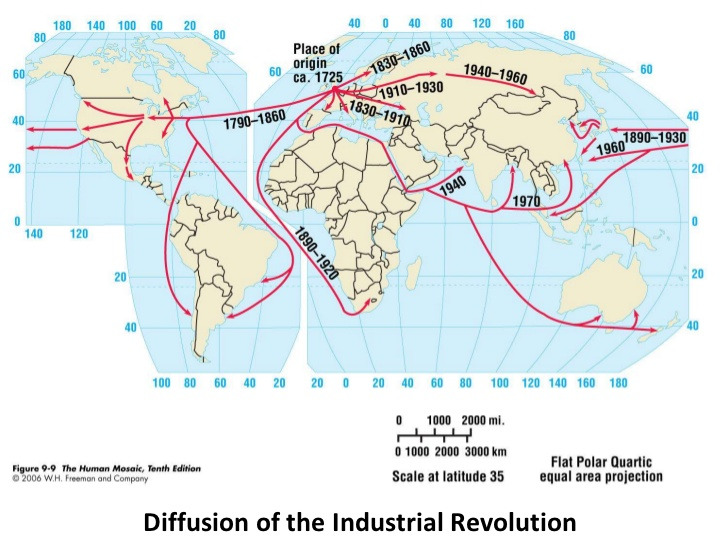 180 140 100 60 20
40 0 40 80 120 160
80 80
80
Place of
origin
ca. 1725
1830–1860
1940–1960
60 60 60
1910–1930
1830–1910
1790–1860
40 40
1890–1930
1960
20 20
1940
1970
0 0
140 120
1890–1920
20 20
40 40
100 80 60 40 20
20 0 20 40 60 80 100 120 140 160 180
0 1000 2000 mi.
0 1000 2000 3000 km
Scale at latitude 35
Flat Polar Quartic
equal area projection
Figure 9-9 The Human Mosaic, Tenth Edition
© 2006 W.H. Freeman and Company
Diffusion of the Industrial Revolution